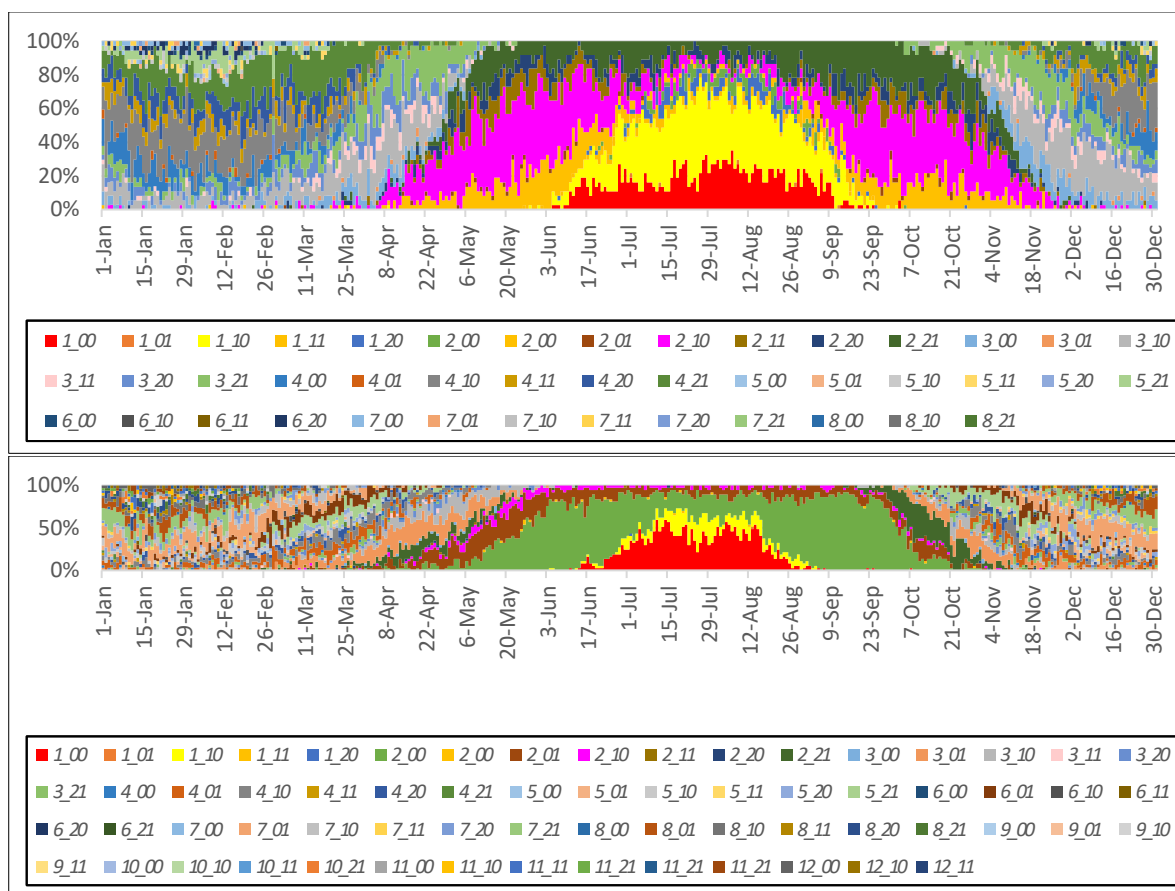 100%
80%
60%
40%
20%
0%
1-Jan 15-Jan 29-Jan 12-Feb 26-Feb 11-Mar 25-Mar 8-Apr 22-Apr 6-May 20-May 3-Jun 17-Jun 1-Jul 15-Jul 29-Jul 12-Aug 26-Aug 9-Sep 23-Sep 7-Oct 21-Oct 4-Nov 18-Nov 2-Dec 16-Dec 30-Dec
1_00 1_01 1_10 1_11 1_20 2_00 2_00 2_01 2_10 2_11 2_20 2_21 3_00 3_01 3_10
3_11 3_20 3_21 4_00 4_01 4_10 4_11 4_20 4_21 5_00 5_01 5_10 5_11 5_20 5_21
6_00 6_10 6_11 6_20 7_00 7_01 7_10 7_11 7_20 7_21 8_00 8_10 8_21
100%
50%
0%
1-Jan 15-Jan 29-Jan 12-Feb 26-Feb 11-Mar 25-Mar 8-Apr 22-Apr 6-May 20-May 3-Jun 17-Jun 1-Jul 15-Jul 29-Jul 12-Aug 26-Aug 9-Sep 23-Sep 7-Oct 21-Oct 4-Nov 18-Nov 2-Dec 16-Dec 30-Dec
1_00 1_01 1_10 1_11 1_20 2_00 2_00 2_01 2_10 2_11 2_20 2_21 3_00 3_01 3_10 3_11 3_20
3_21 4_00 4_01 4_10 4_11 4_20 4_21 5_00 5_01 5_10 5_11 5_20 5_21 6_00 6_01 6_10 6_11
6_20 6_21 7_00 7_01 7_10 7_11 7_20 7_21 8_00 8_01 8_10 8_11 8_20 8_21 9_00 9_01 9_10
9_11 10_00 10_10 10_11 10_21 11_00 11_10 11_11 11_21 11_21 11_21 12_00 12_10 12_11